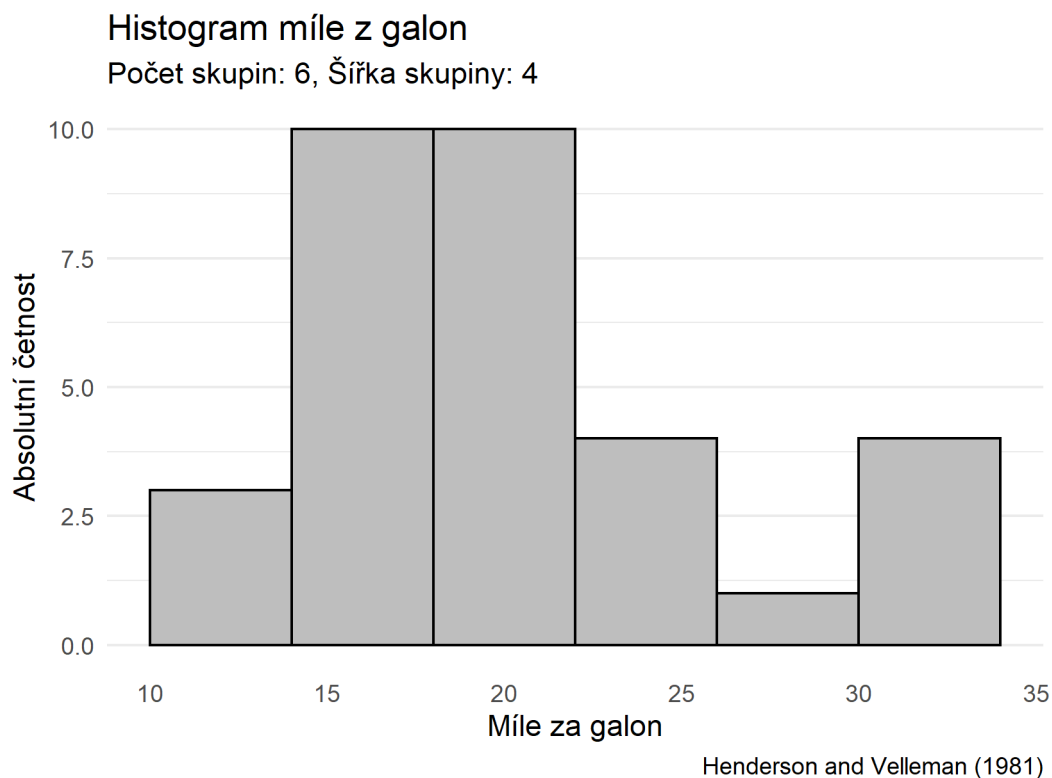 Histogram míle z galon
Počet skupin: 6, Šířka skupiny: 4
10.0
7.5
5.0
2.5
0.0
Absolutní četnost
10 15 20 25 30 35
Míle za galon
Henderson and Velleman (1981)